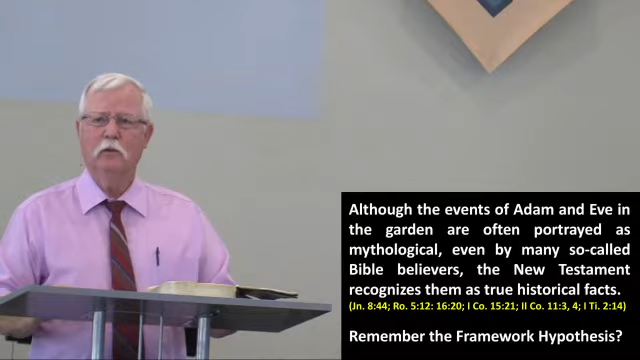 Although the events of Adam and Eve in
the garden are often portrayed as
mythological, even by many so-called
Bible believers, the New Testament
recognizes them as true historical facts.
(Jn. 8:44; Ro. 5:12: 16:20; I Co. 15:21; II Co. 11:3, 4; I Ti. 2:14)
Remember the Framework Hypothesis?